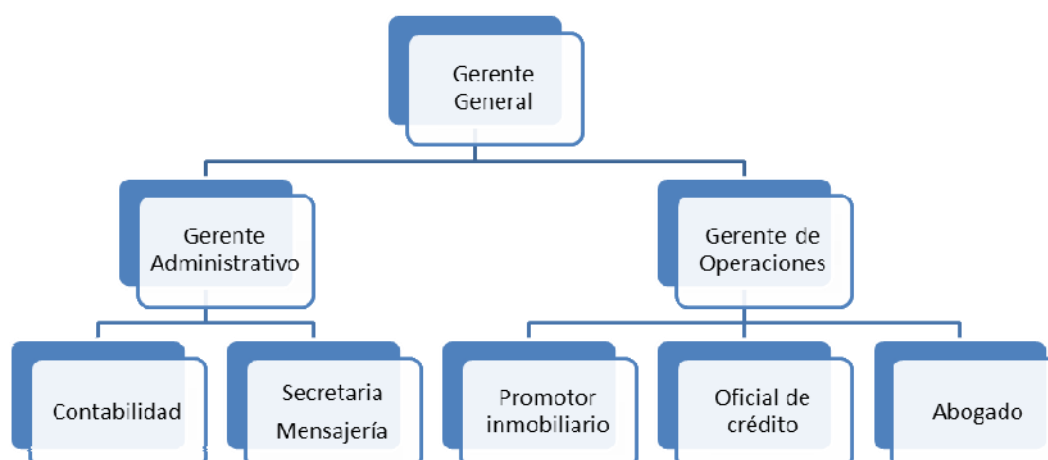 Gerente
General
Gerente
Administrativo
Gerente de
Operaciones
Contabilidad
Secretaria
Mensajería
Promotor
inmobiliario
Oficial de
crédito
Abogado